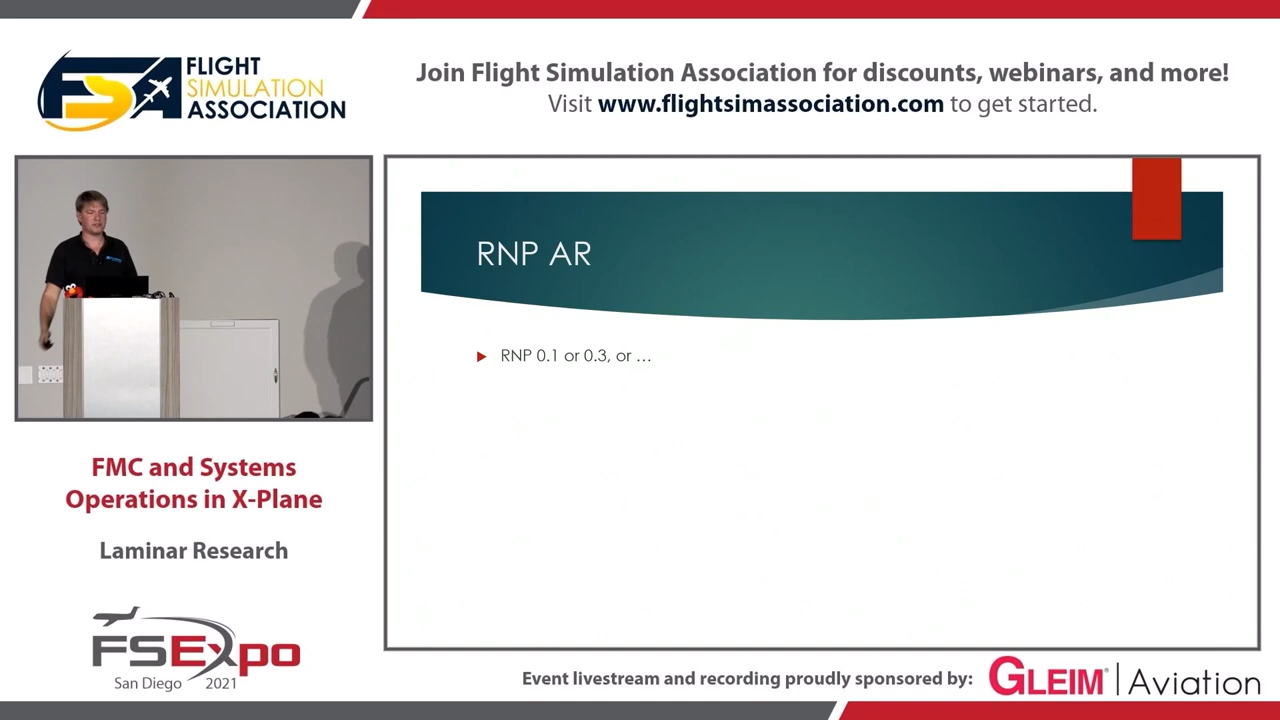 FLIGHT
SIMULATION
ASSOCIATION
Join Flight Simulation Association for discounts, webinars, and more!
Visit www.flightsimassociation.com to get started.
RNP AR
RNP 0.1 or 0.3, or …
FMC and Systems
Operations in X-Plane
Laminar Research
FSExpo
San Diego 2021
Event livestream and recording proudly sponsored by:
GLEIM® | Aviation